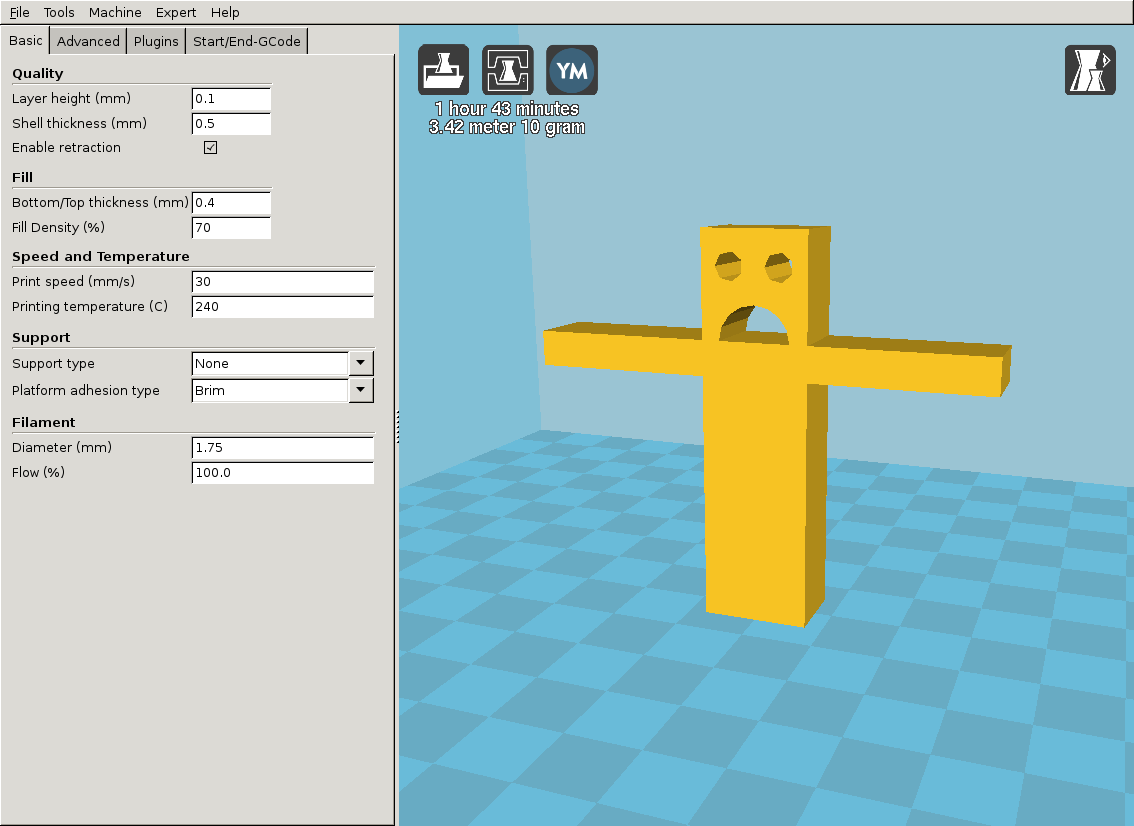 File Tools Machine Expert Help
Basic Advanced Plugins Start/End-GCode
Quality
Layer height (mm) 0.1
Shell thickness (mm) 0.5
Enable retraction
Fill
Bottom/Top thickness (mm) 0.4
Fill Density (%) 70
Speed and Temperature
Print speed (mm/s) 30
Printing temperature (C) 240
Support
Support type None
Platform adhesion type Brim
Filament
Diameter (mm) 1.75
Flow (%) 100.0
YM
1 hour 43 minutes
3.42 meter 10 gram